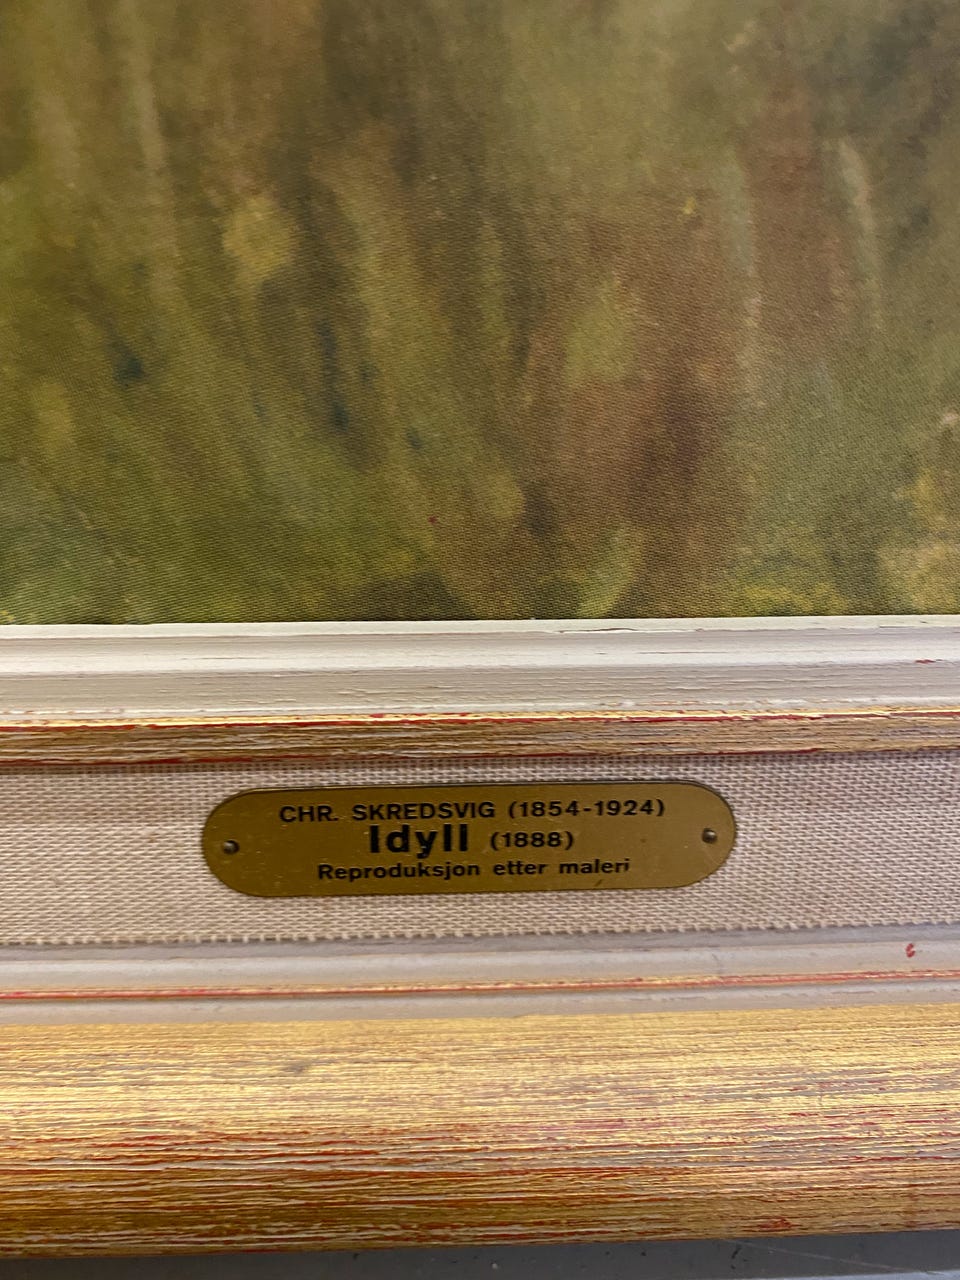 CHR. SKREDSVIG (1854-1924)
Idyll (1888)
Reproduksjon etter maleri